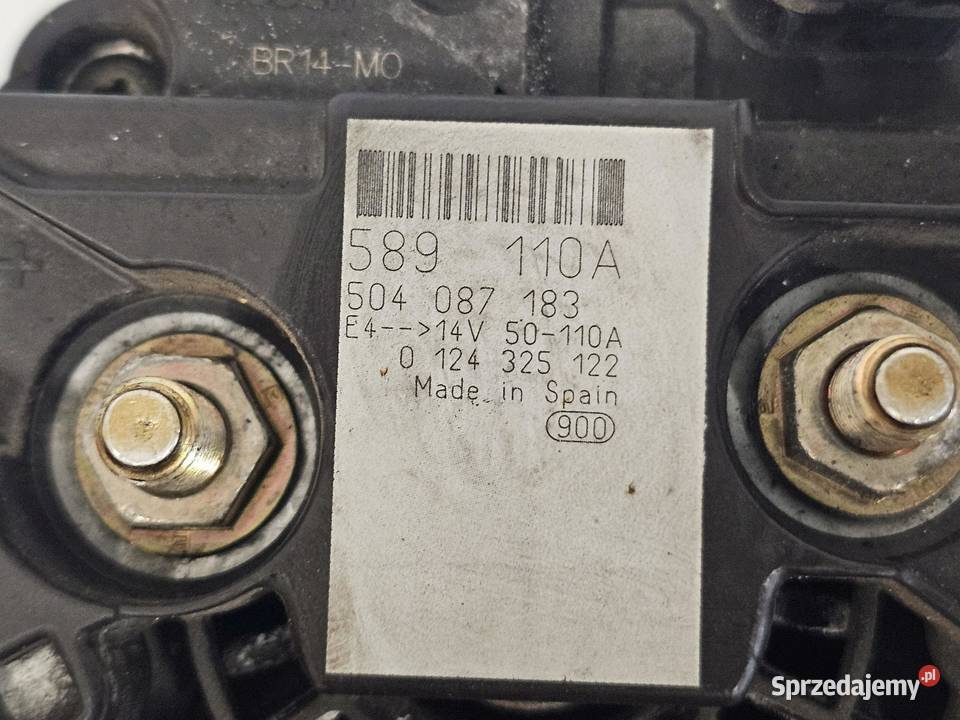 BR14-MO
+
589 110A
504 087 183
E4-->14V 50-110A
0 124 325 122
Made in Spain
900
Sprzedajemy.pl